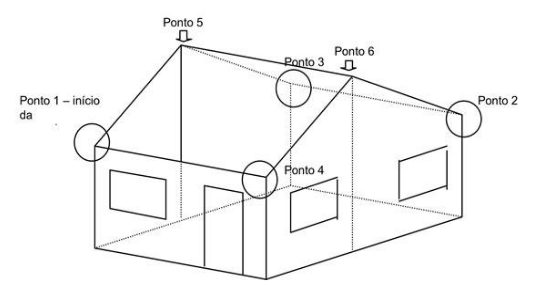 Ponto 5
Ponto 6
Ponto 3
Ponto 1 – início
da
Ponto 2
Ponto 4